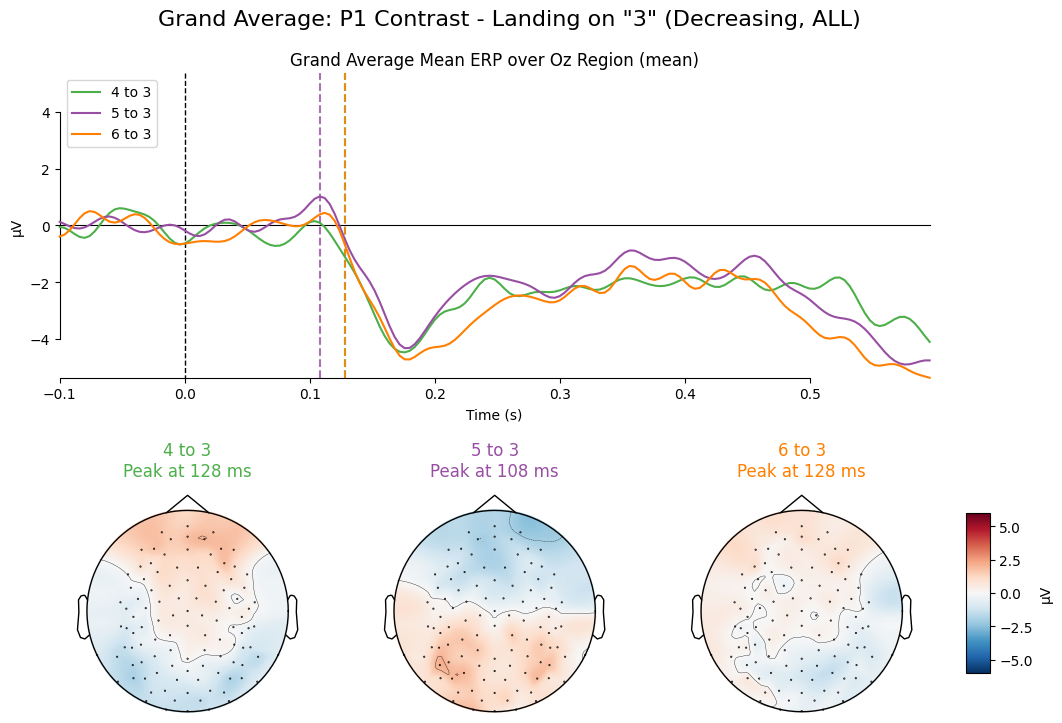 Grand Average: P1 Contrast - Landing on "3" (Decreasing, ALL)
Grand Average Mean ERP over Oz Region (mean)
4 to 3
5 to 3
6 to 3
4
2
0
−2
−4
µV
−0.1 0.0 0.1 0.2 0.3 0.4 0.5
Time (s)
4 to 3
Peak at 128 ms
5 to 3
Peak at 108 ms
6 to 3
Peak at 128 ms
5.0
2.5
0.0
−2.5
−5.0
µV